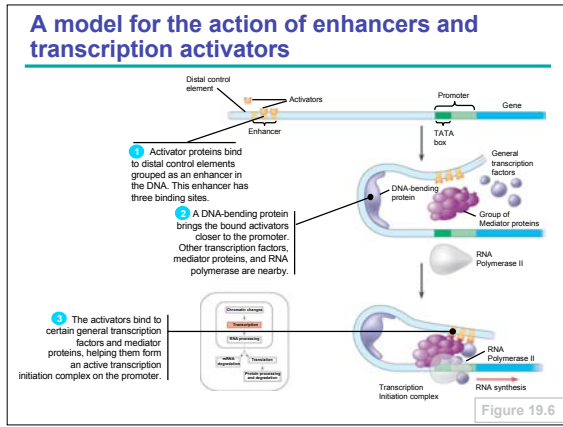 A model for the action of enhancers and
transcription activators
Distal control
element
Activators
Enhancer
Promoter
Gene
TATA
box
1 Activator proteins bind
to distal control elements
grouped as an enhancer in
the DNA. This enhancer has
three binding sites.
General
transcription
factors
DNA-bending
protein
Group of
Mediator proteins
2 A DNA-bending protein
brings the bound activators
closer to the promoter.
Other transcription factors,
mediator proteins, and RNA
polymerase are nearby.
RNA
Polymerase II
3 The activators bind to
certain general transcription
factors and mediator
proteins, helping them form
an active transcription
initiation complex on the promoter.
Chromatin changes
Transcription
RNA processing
mRNA
degradation
Translation
Protein processing
and degradation
RNA
Polymerase II
Transcription
Initiation complex
RNA synthesis
Figure 19.6